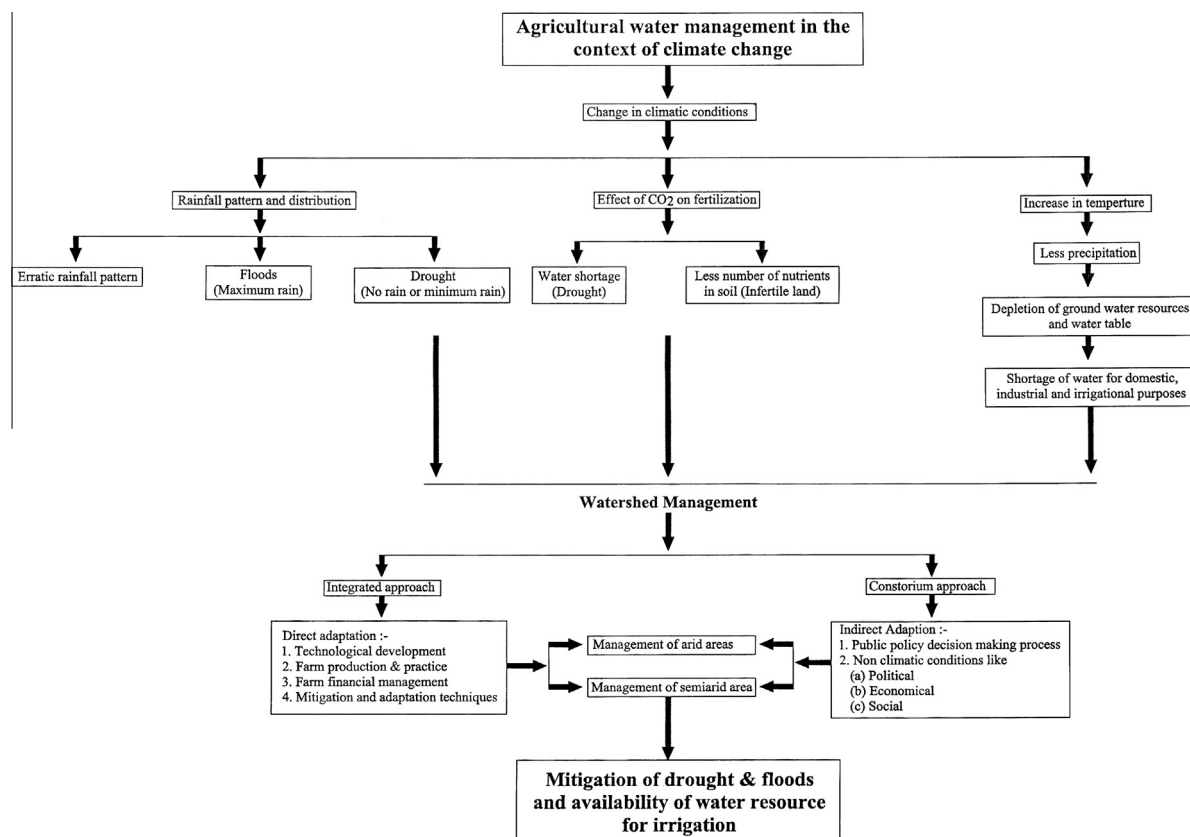 Agricultural water management in the
context of climate change
Change in climatic conditions
Rainfall pattern and distribution
Effect of CO2 on fertilization
Increase in temperture
Erratic rainfall pattern
Floods
(Maximum rain)
Drought
(No rain or minimum rain)
Water shortage
(Drought)
Less number of nutrients
in soil (Infertile land)
Less precipitation
Depletion of ground water resources
and water table
Shortage of water for domestic,
industrial and irrigational purposes
Watershed Management
Integrated approach
Constorium approach
Direct adaptation :-
1. Technological development
2. Farm production & practice
3. Farm financial management
4. Mitigation and adaptation techniques
Management of arid areas
Management of semiarid area
Indirect Adaption :-
1. Public policy decision making process
2. Non climatic conditions like
(a) Political
(b) Economical
(c) Social
Mitigation of drought & floods
and availability of water resource
for irrigation